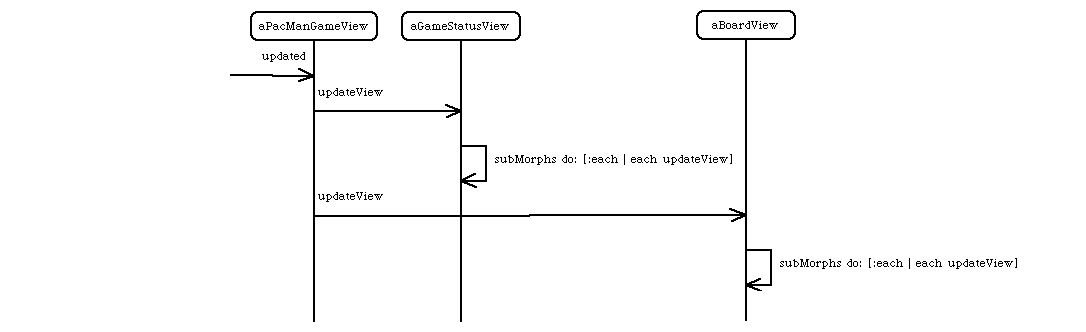 aPacManGameView
aGameStatusView
aBoardView
updated
updateView
subMorphs do: [:each | each updateView]
updateView
subMorphs do: [:each | each updateView]